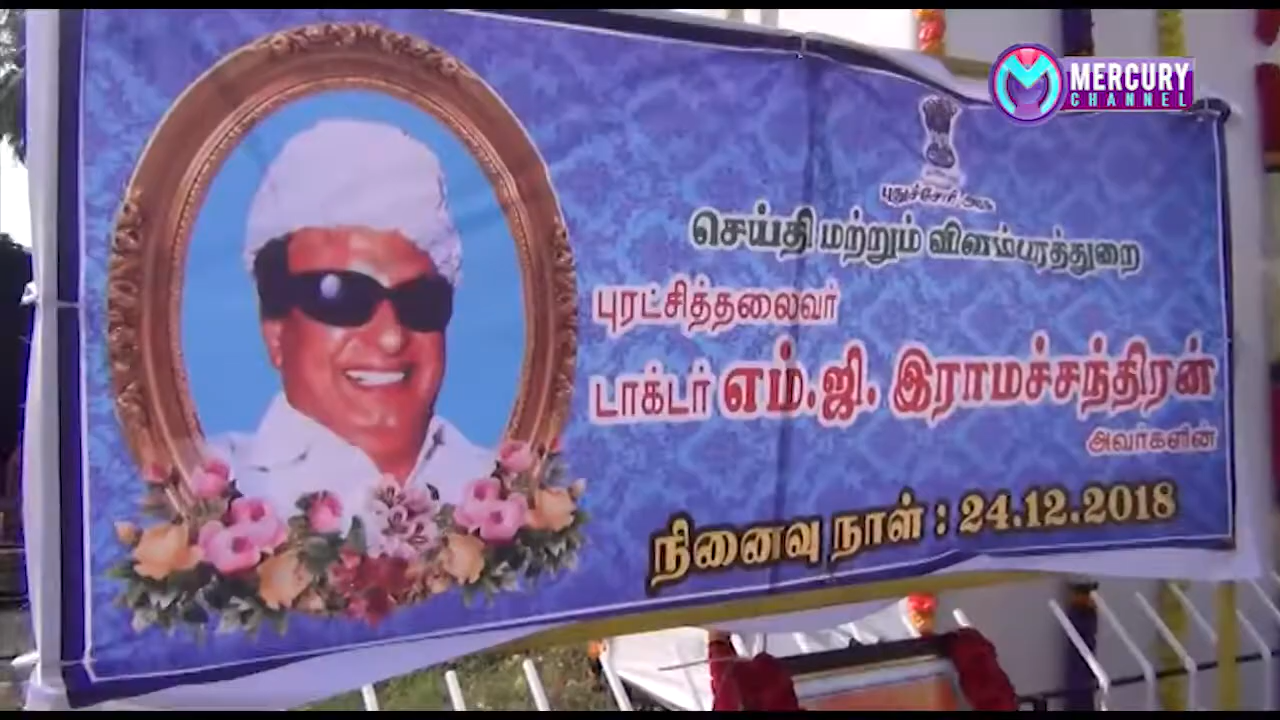 MERCURY
CHANNEL
புதுச்சேரி அரசு
செய்தி மற்றும் விளம்பரத்துறை
புரட்சித்தலைவர்
டாக்டர் எம்.ஜி. இராமச்சந்திரன்
அவர்களின்
நினைவு நாள் : 24.12.2018